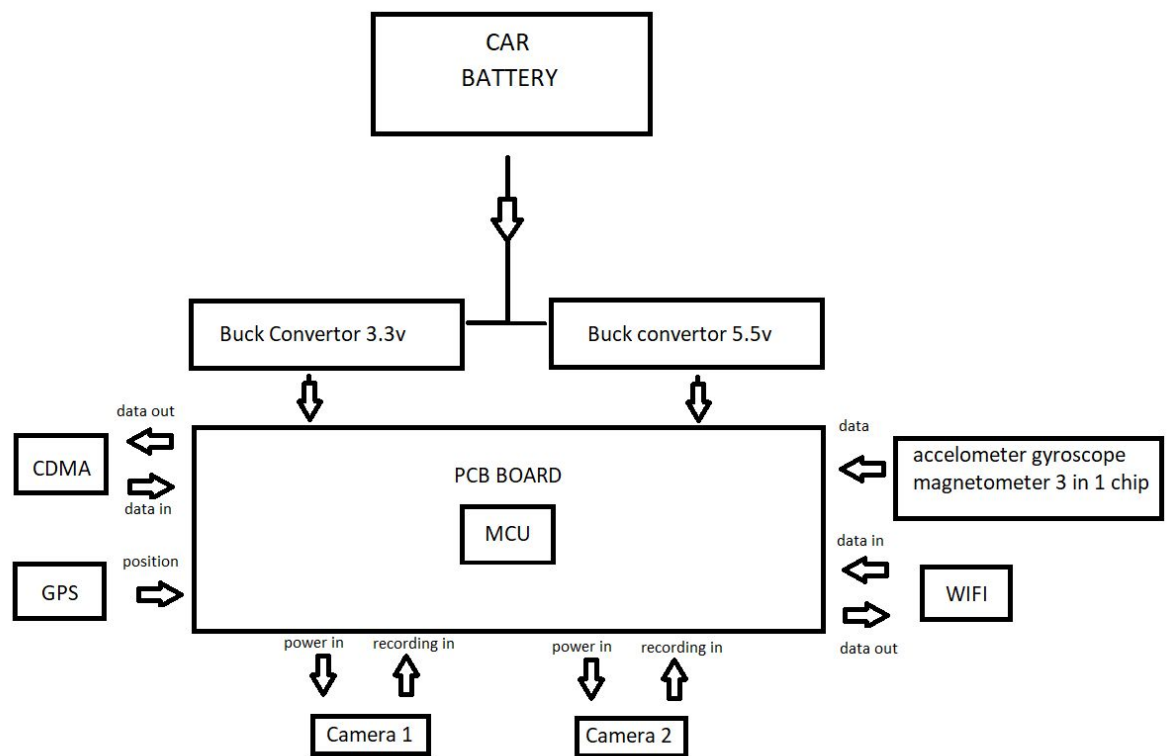 CAR
BATTERY
Buck Convertor 3.3v
Buck convertor 5.5v
data out
CDMA
data in
position
GPS
PCB BOARD
MCU
data
accelometer gyroscope
magnetometer 3 in 1 chip
data in
WIFI
data out
power in
recording in
power in
recording in
Camera 1
Camera 2